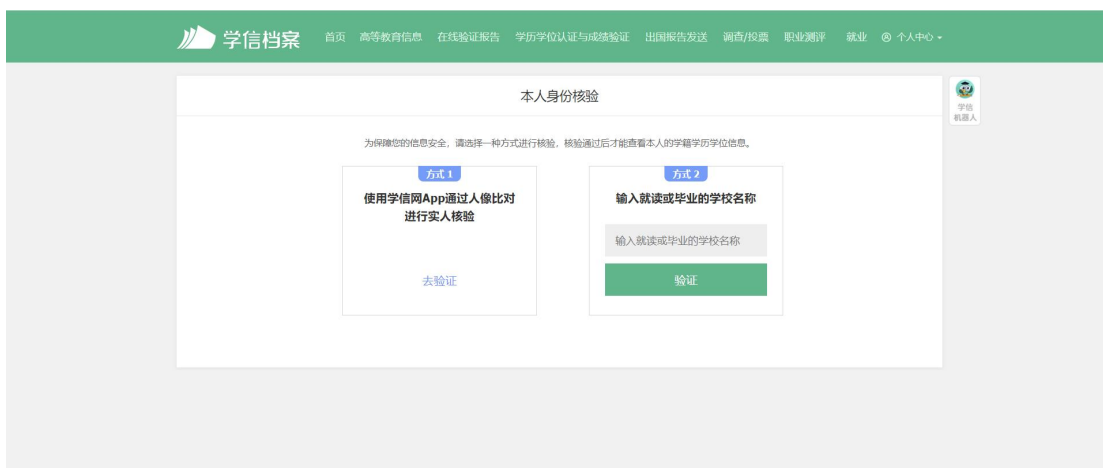 学信档案 首页 高等教育信息 在线验证报告 学历学位认证与成绩验证 出国报告发送 调查/投票 职业测评 就业 个人中心
本人身份核验
学信
机器人
为保障您的信息安全，请选择一种方式进行核验，核验通过后才能查看本人的学籍学历学位信息。
方式 1
使用学信网App通过人像比对
进行实人核验
去验证
方式 2
输入就读或毕业的学校名称
输入就读或毕业的学校名称
验证